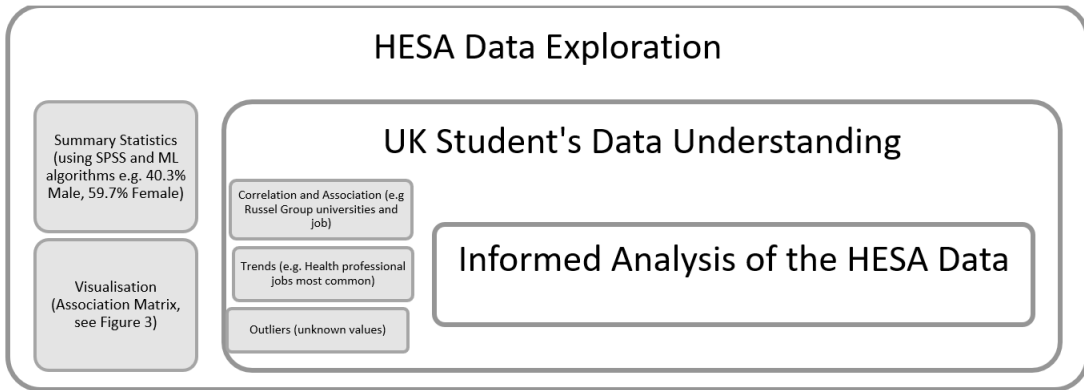 HESA Data Exploration
Summary Statistics
(using SPSS and ML
algorithms e.g. 40.3%
Male, 59.7% Female)
Visualisation
(Association Matrix,
see Figure 3)
UK Student's Data Understanding
Correlation and Association (e.g
Russel Group universities and
job)
Trends (e.g. Health professional
jobs most common)
Outliers (unknown values)
Informed Analysis of the HESA Data